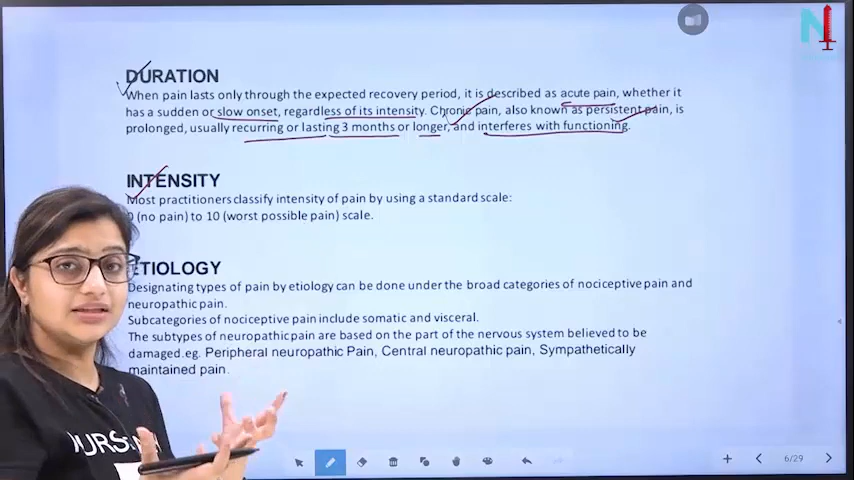 DURATION
When pain lasts only through the expected recovery period, it is described as acute pain, whether it
has a sudden or slow onset, regardless of its intensity. Chronic pain, also known as persistent pain, is
prolonged, usually recurring or lasting 3 months or longer, and interferes with functioning.
INTENSITY
Most practitioners classify intensity of pain by using a standard scale:
0 (no pain) to 10 (worst possible pain) scale.
ETIOLOGY
Designating types of pain by etiology can be done under the broad categories of nociceptive pain and
neuropathic pain.
Subcategories of nociceptive pain include somatic and visceral.
The subtypes of neuropathicpain are based on the part of the nervous system believed to be
damaged.eg. Peripheral neuropathic Pain, Central neuropathic pain, Sympathetically
maintained pain.
6/29